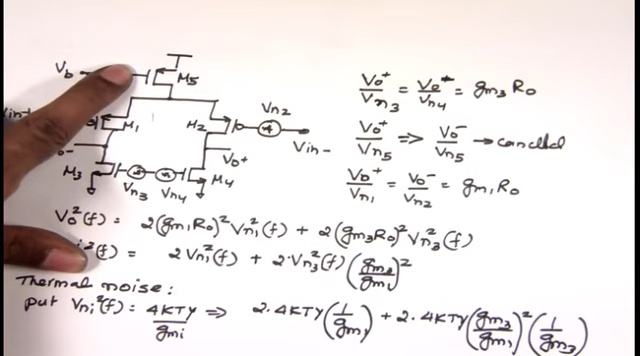 Vb
M5
Vn2
Vin-
M1
M2
Vo-
Vo+
M3
M4
Vn3
Vn4
Vo+/Vn3 = Vo+/Vn4 = gm3 Ro
Vo+/Vn5 => Vo-/Vn5 → cancelled
Vo+/Vn1 = Vo-/Vn2 = gm1 Ro
Vo²(f) = 2(gm1Ro)² Vn1²(f) + 2(gm3Ro)² Vn3²(f)
²(f) = 2Vn1²(f) + 2·Vn3²(f)(gm3/gm1)²
Thermal noise:
put Vni²(f) = 4KTγ/gmi => 2·4KTγ(1/gm1) + 2·4KTγ(gm3/gm1)²(1/gm3)